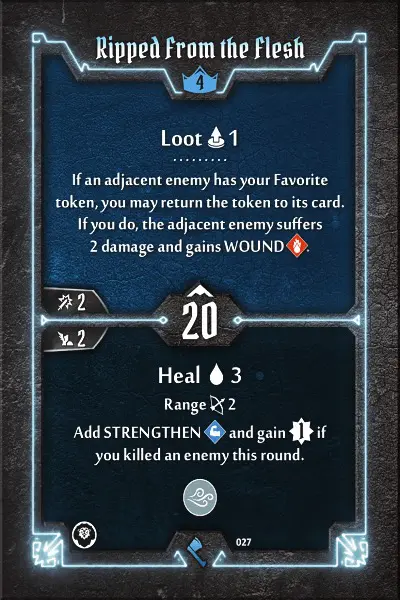 Ripped From the Flesh
4
Loot 1
If an adjacent enemy has your Favorite
token, you may return the token to its card.
If you do, the adjacent enemy suffers
2 damage and gains WOUND.
2
20
2
Heal 3
Range 2
Add STRENGTHEN and gain 1 if
you killed an enemy this round.
027